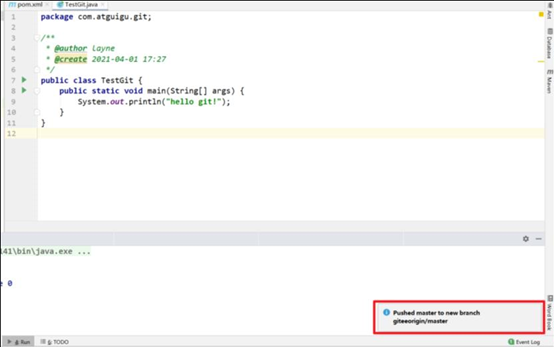 pom.xml
TestGit.java
Ant
Database
Maven
1 package com.atguigu.git;
2
3 /**
4 * @author layne
5 * @create 2021-04-01 17:27
6 */
7 public class TestGit {
8 public static void main(String[] args) {
9 System.out.println("hello git!");
10 }
11 }
12
141\bin\java.exe ...
e 0
Pushed master to new branch
giteeorigin/master
Word Book
4: Run
6: TODO
Event Log